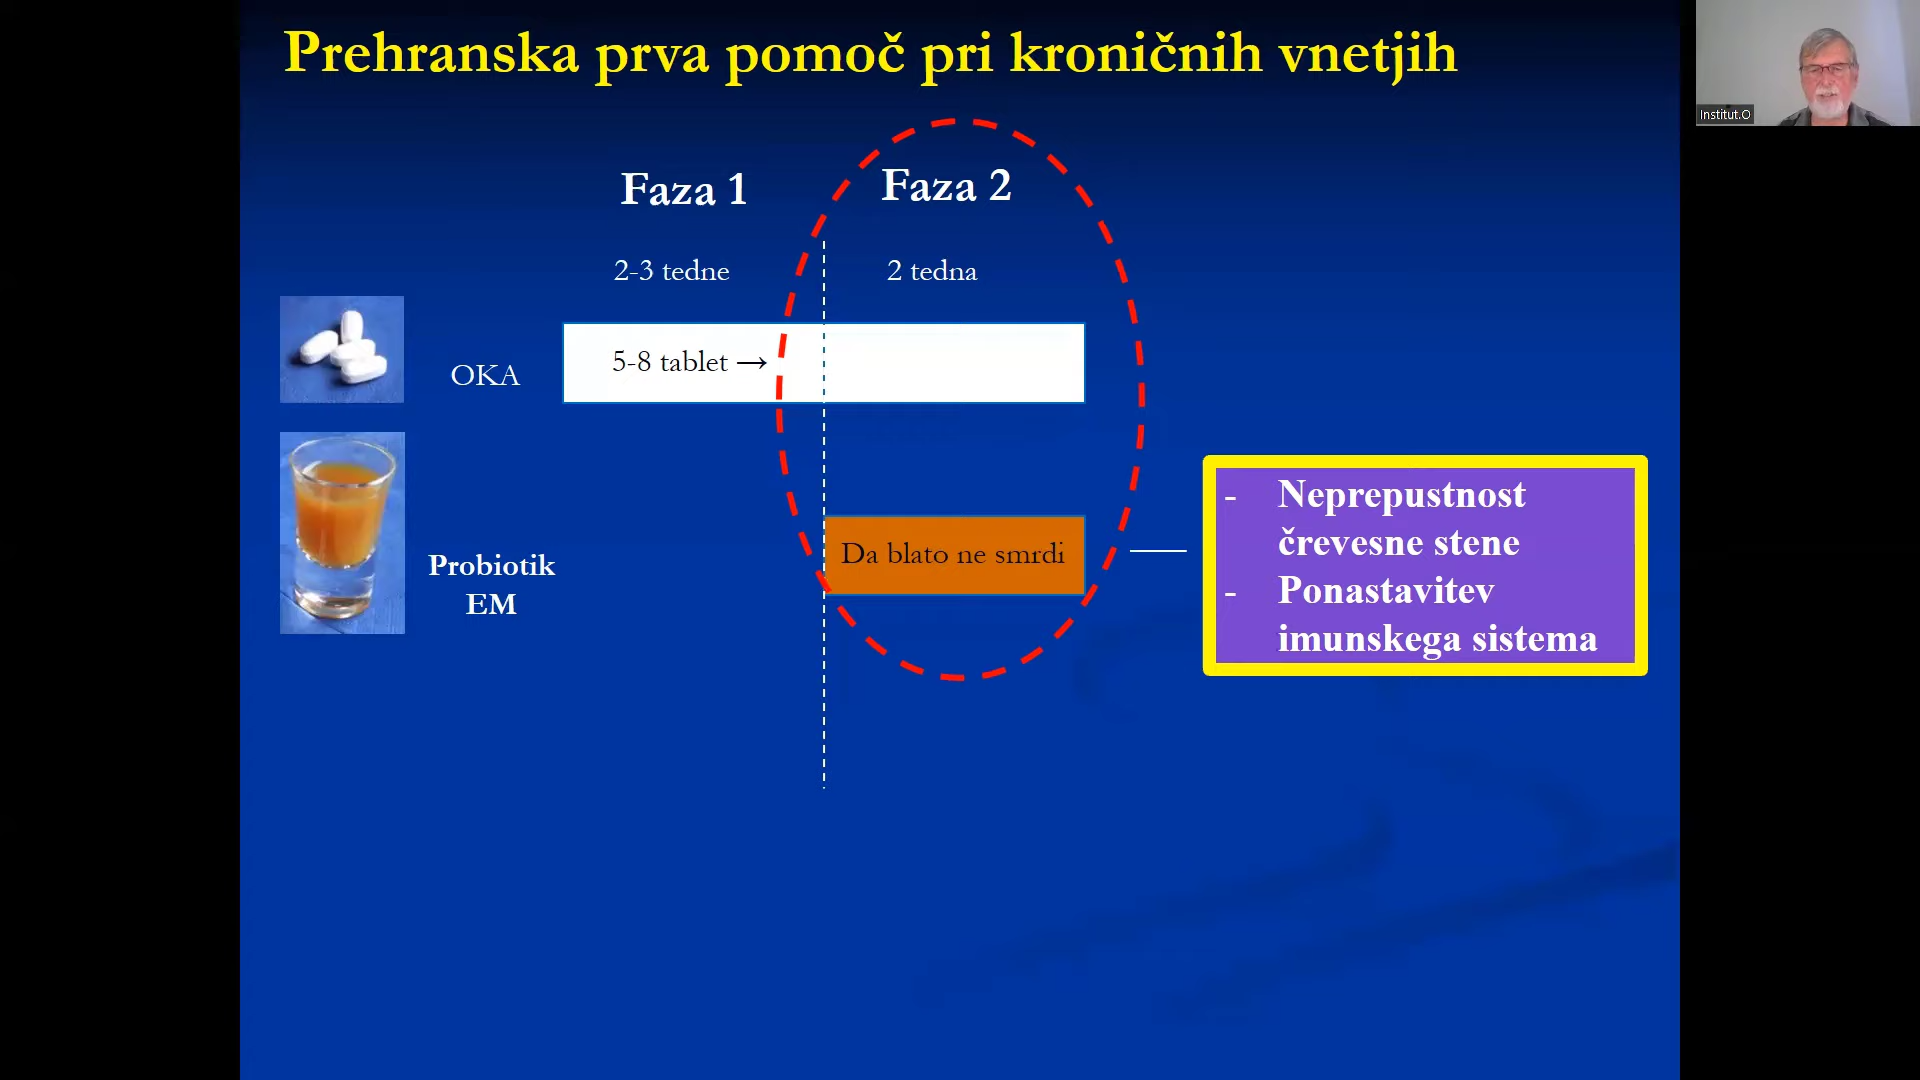 Prehranska prva pomoč pri kroničnih vnetjih
Institut.O
Faza 1
Faza 2
2-3 tedne
2 tedna
OKA
5-8 tablet →
Probiotik
EM
Da blato ne smrdi
- Neprepustnost
črevesne stene
- Ponastavitev
imunskega sistema